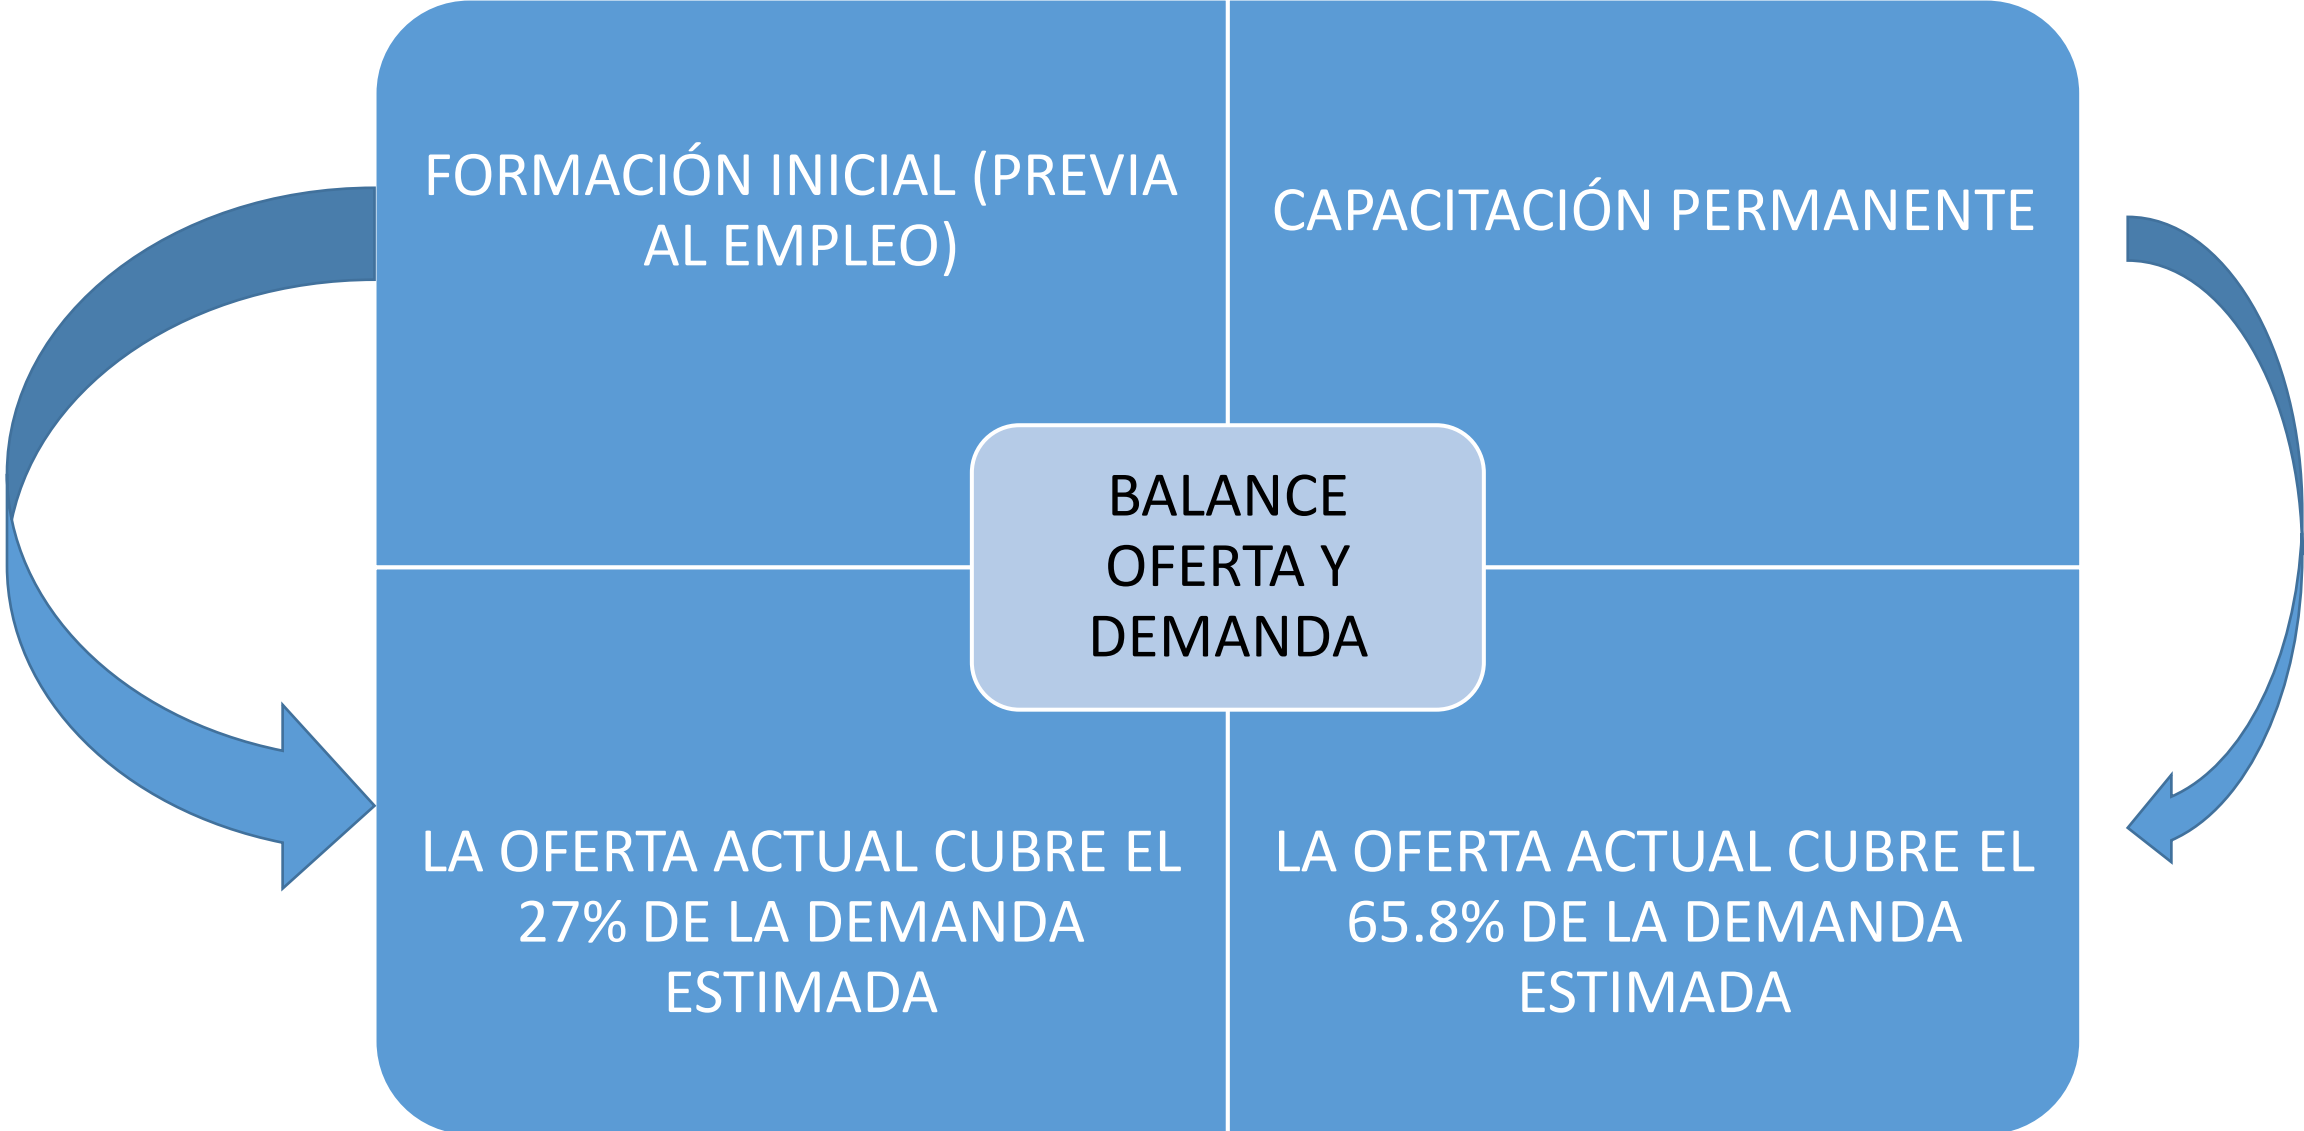 FORMACIÓN INICIAL (PREVIA
AL EMPLEO)
CAPACITACIÓN PERMANENTE
BALANCE
OFERTA Y
DEMANDA
LA OFERTA ACTUAL CUBRE EL
27% DE LA DEMANDA
ESTIMADA
LA OFERTA ACTUAL CUBRE EL
65.8% DE LA DEMANDA
ESTIMADA